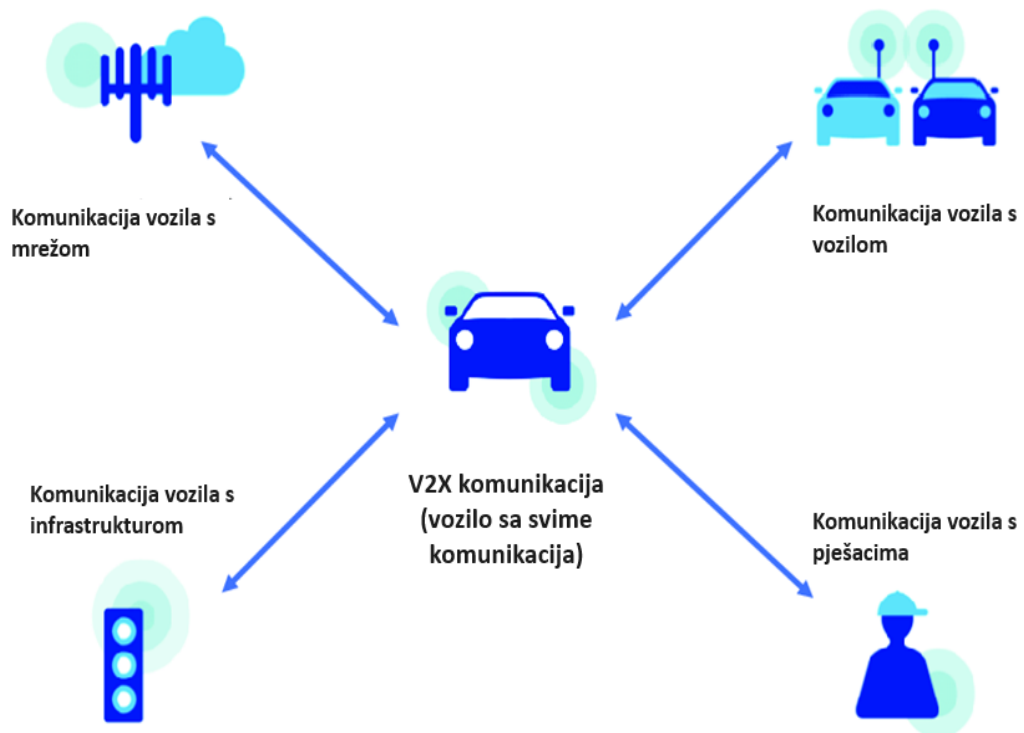 Komunikacija vozila s
mrežom
Komunikacija vozila s
vozilom
Komunikacija vozila s
infrastrukturom
V2X komunikacija
(vozilo sa svime
komunikacija)
Komunikacija vozila s
pješacima